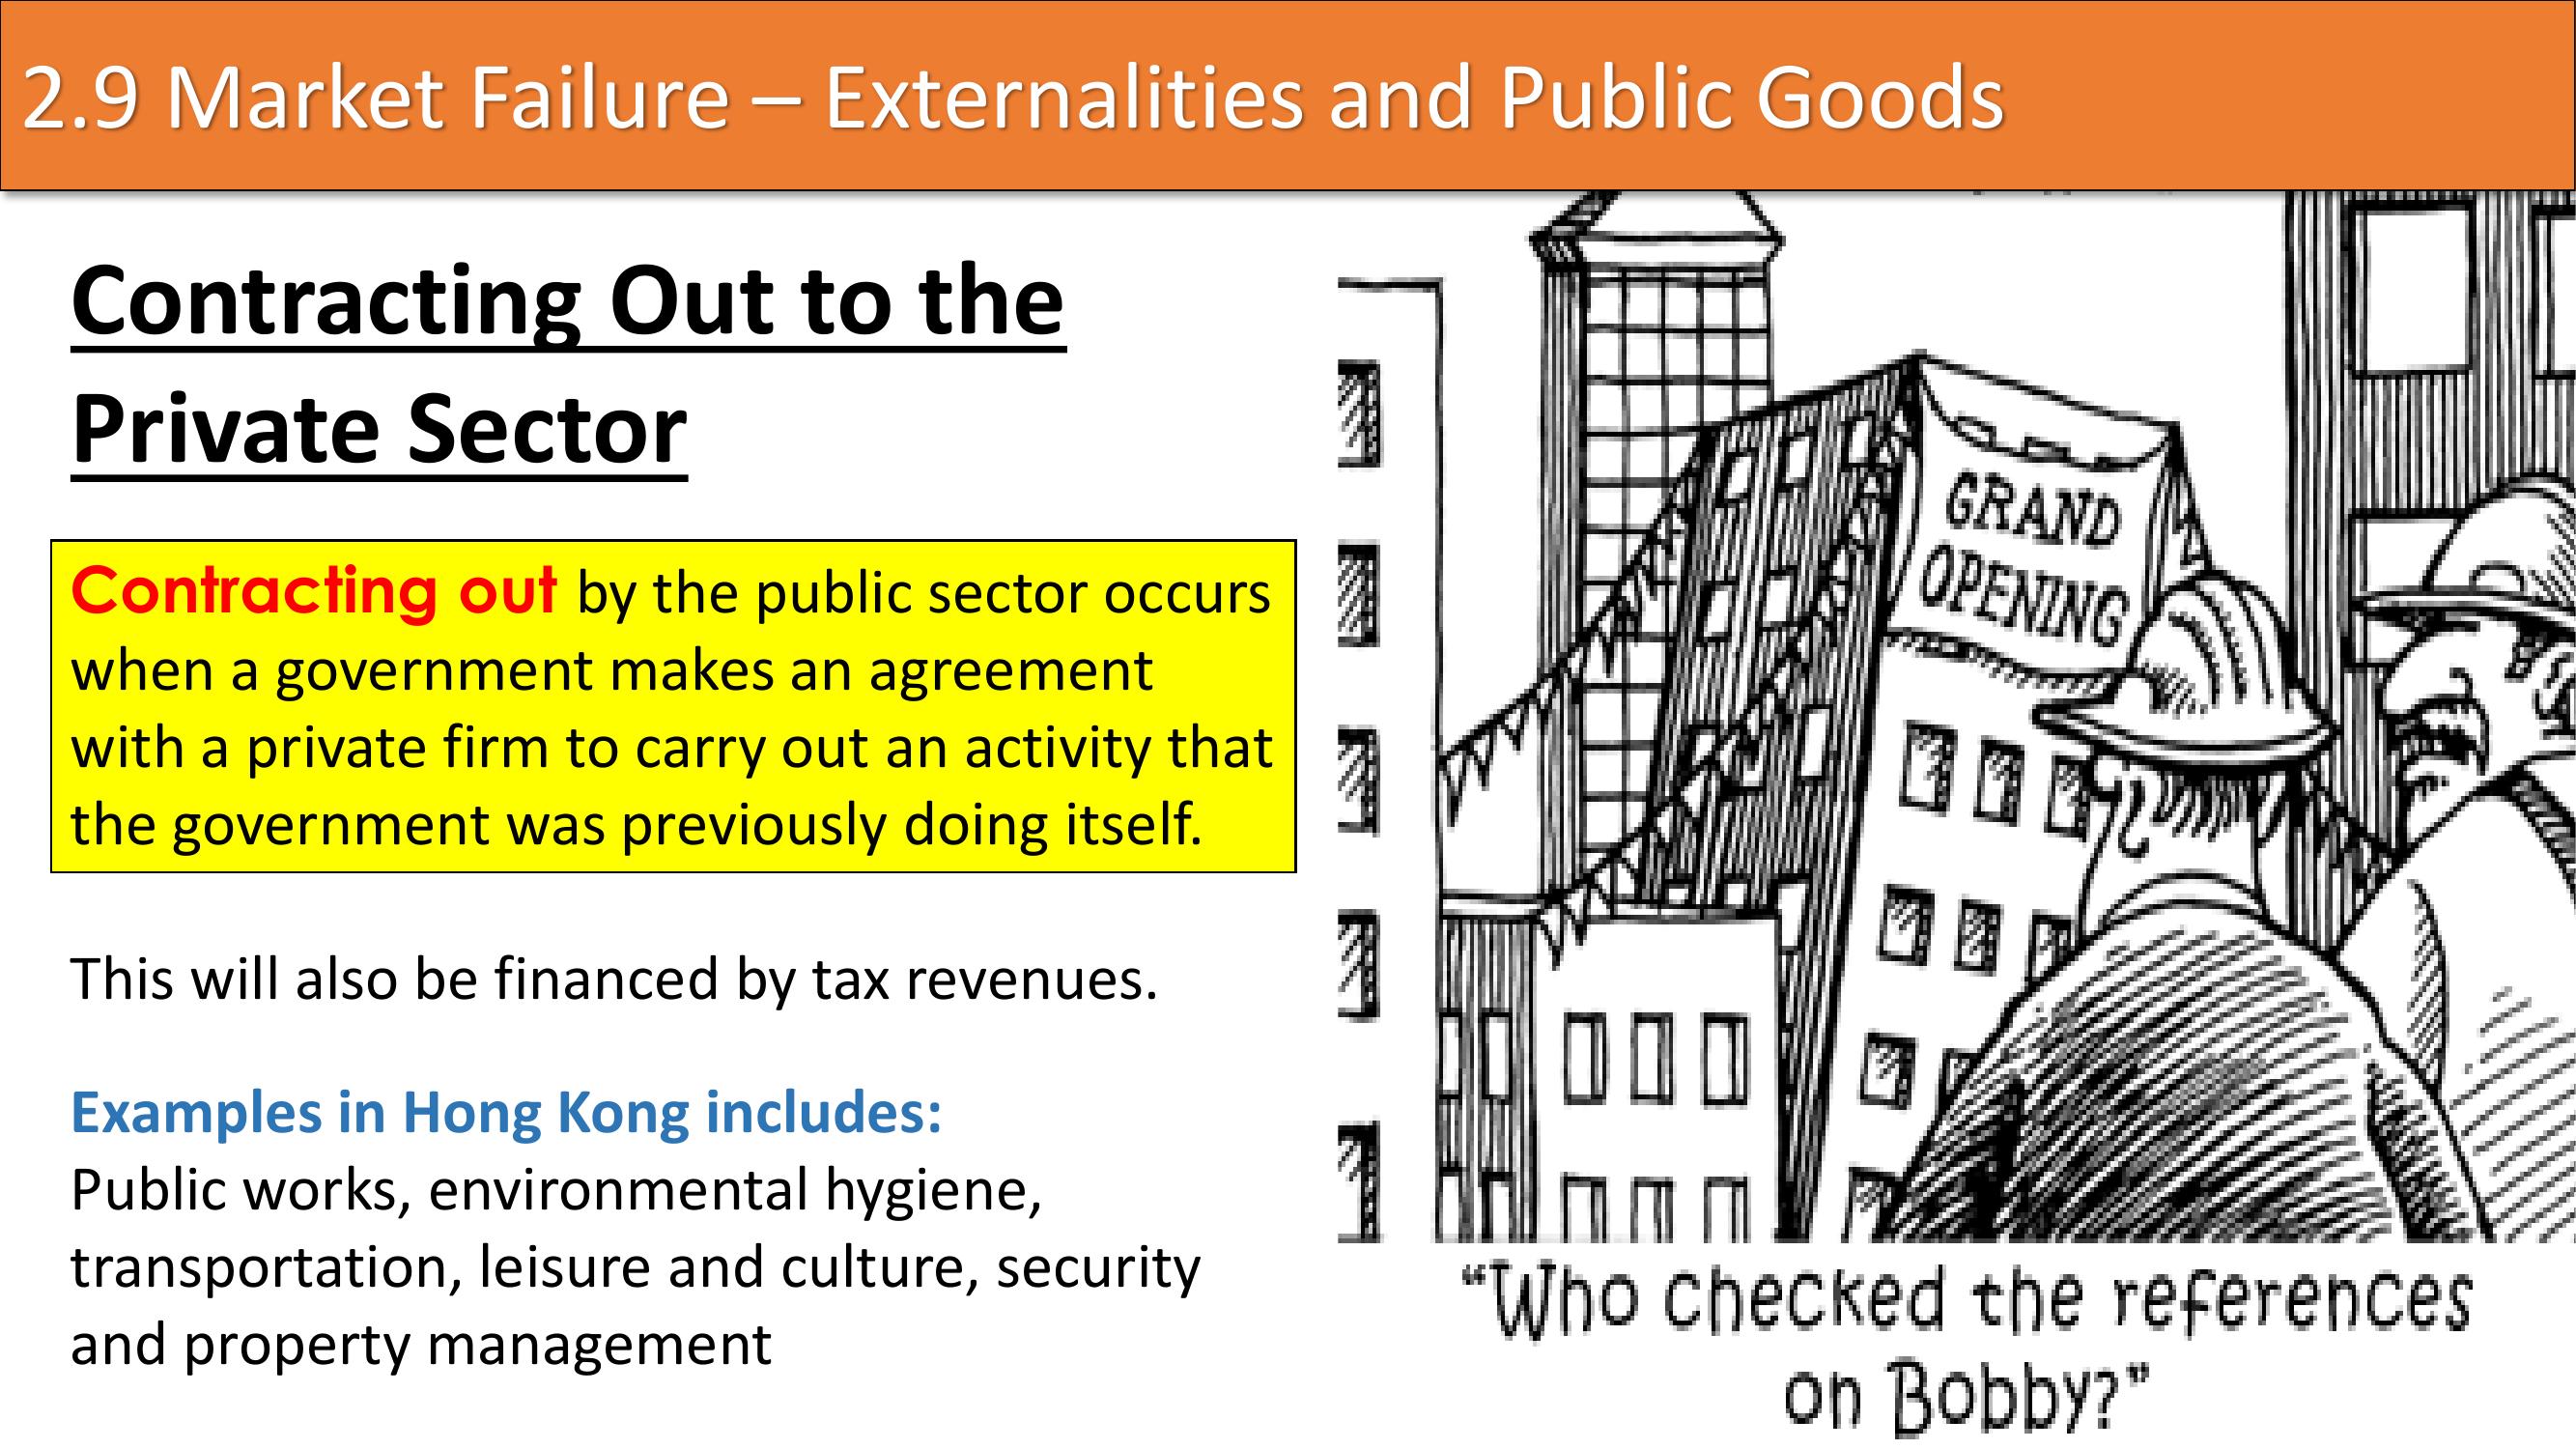 2.9 Market Failure – Externalities and Public Goods
Contracting Out to the
Private Sector
Contracting out by the public sector occurs
when a government makes an agreement
with a private firm to carry out an activity that
the government was previously doing itself.
This will also be financed by tax revenues.
Examples in Hong Kong includes:
Public works, environmental hygiene,
transportation, leisure and culture, security
and property management
GRAND
OPENING
“Who checked the references
on Bobby?”